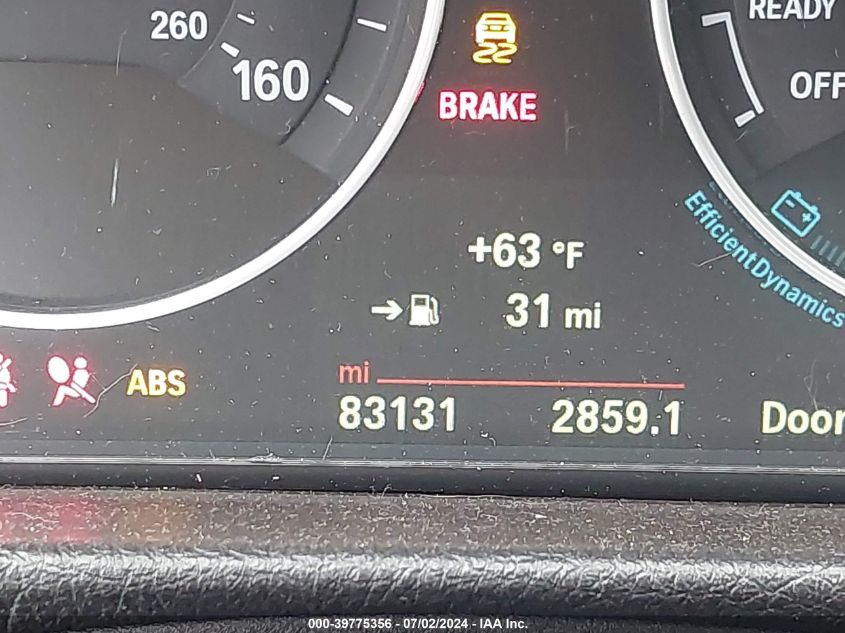 260
160
READY
OFF
BRAKE
+63 °F
EfficientDynamics
31 mi
ABS
mi
83131 2859.1 Door
000-39775356 - 07/02/2024 - IAA Inc.